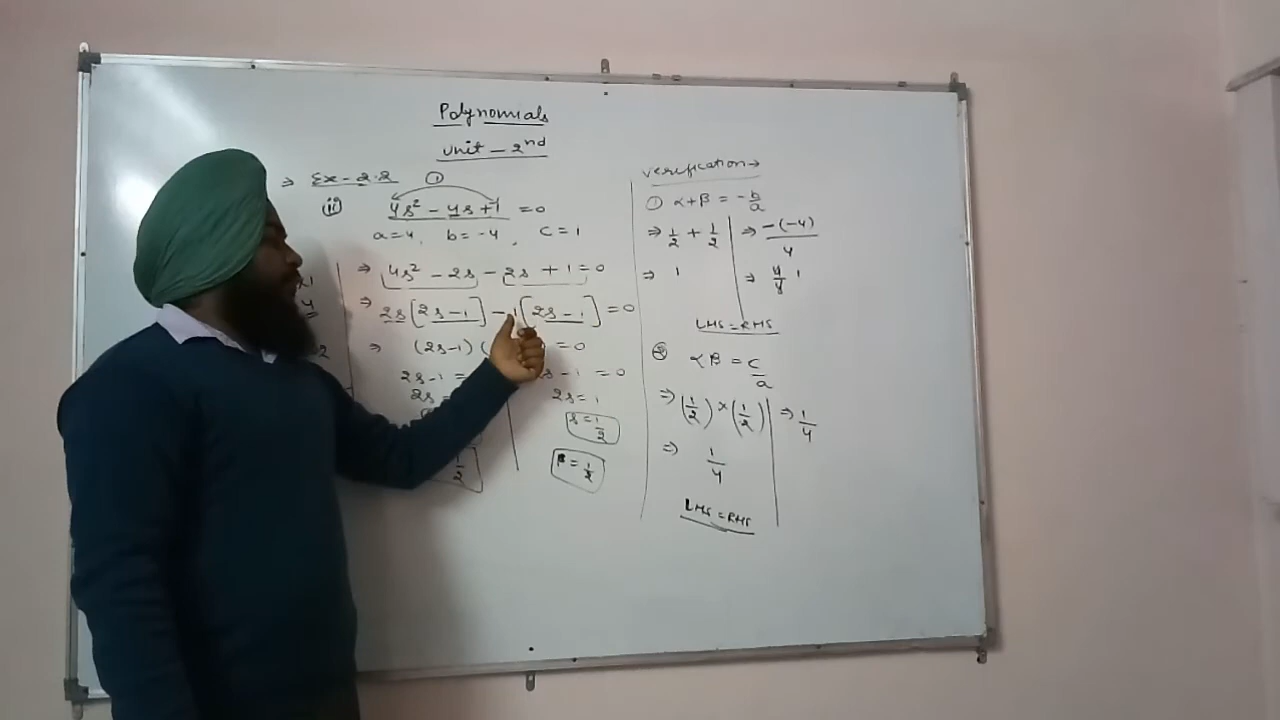 Polynomials
Unit - 2nd
⇒ Ex - 2.2 ①
(ii) 4s² - 4s + 1 = 0
a = 4, b = -4, c = 1
⇒ 4s² - 2s - 2s + 1 = 0
⇒ 2s[2s - 1] - 1[2s - 1] = 0
⇒ (2s-1) ( = 0
2s - 1 = s - 1 = 0
2s = 2s = 1
s = 1/2
1/2 β = 1/2
Verification →
① α + β = -b/a
⇒ 1/2 + 1/2 ⇒ -(-4)/4
⇒ 1 ⇒ 4/4 1
LHS = RHS
② αβ = c/a
⇒ (1/2) × (1/2) ⇒ 1/4
⇒ 1/4
LHS = RHS